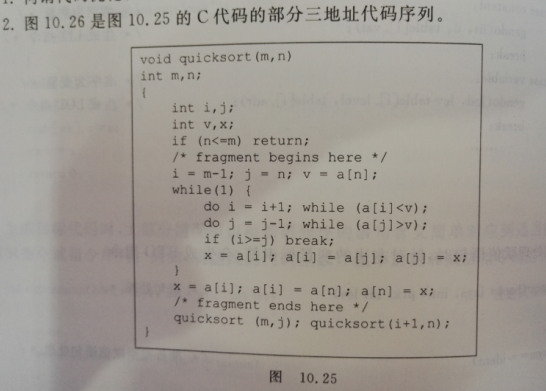 2. 图 10.26 是图 10.25 的 C 代码的部分三地址代码序列。
void quicksort(m,n)
int m,n;
{
int i,j;
int v,x;
if (n<=m) return;
/* fragment begins here */
i = m-1; j = n; v = a[n];
while(1) {
do i = i+1; while (a[i]<v);
do j = j-1; while (a[j]>v);
if (i>=j) break;
x = a[i]; a[i] = a[j]; a[j] = x;
}
x = a[i]; a[i] = a[n]; a[n] = x;
/* fragment ends here */
quicksort (m,j); quicksort(i+1,n);
}
图 10.25